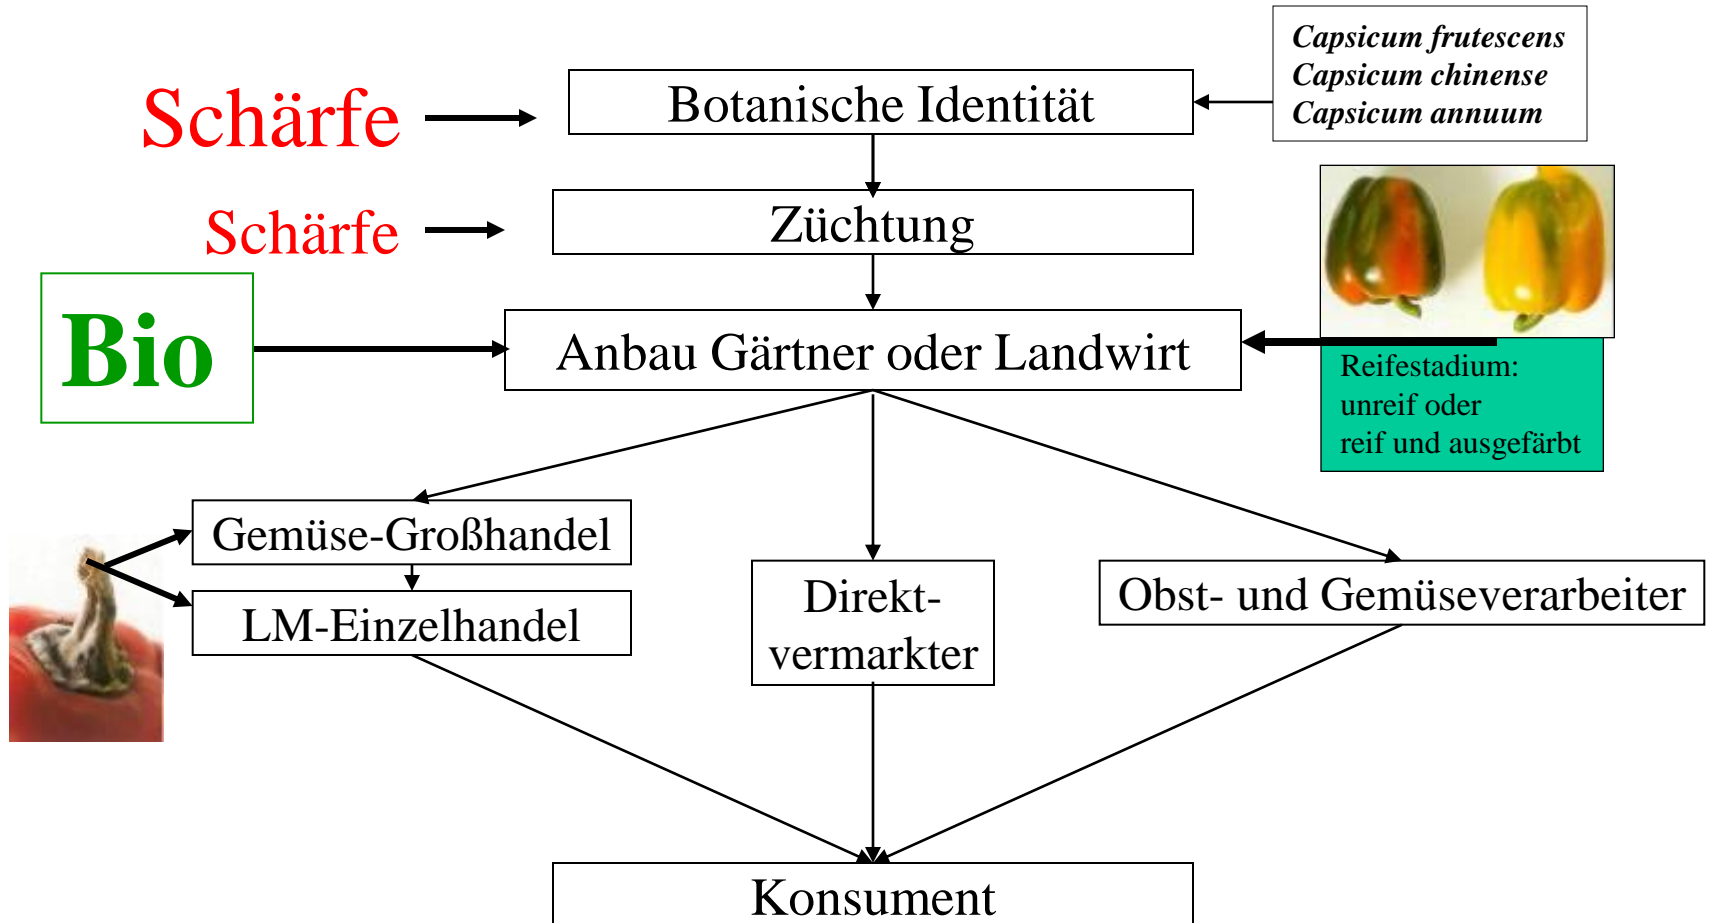 Capsicum frutescens
Capsicum chinense
Capsicum annuum
Schärfe
Botanische Identität
Schärfe
Züchtung
Bio
Anbau Gärtner oder Landwirt
Reifestadium:
unreif oder
reif und ausgefärbt
Gemüse-Großhandel
LM-Einzelhandel
Direkt-
vermarkter
Obst- und Gemüseverarbeiter
Konsument